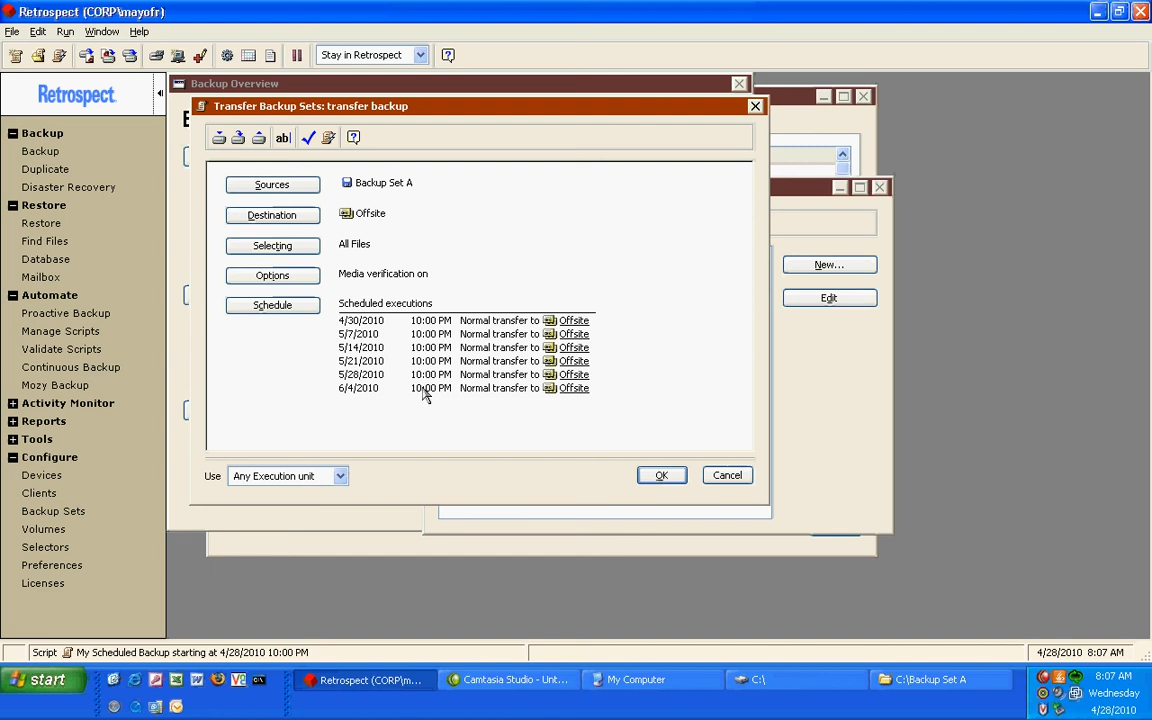 Retrospect (CORP\mayofr)
File Edit Run Window Help
Stay in Retrospect
Retrospect.
Backup
Backup
Duplicate
Disaster Recovery
Restore
Restore
Find Files
Database
Mailbox
Automate
Proactive Backup
Manage Scripts
Validate Scripts
Continuous Backup
Mozy Backup
Activity Monitor
Reports
Tools
Configure
Devices
Clients
Backup Sets
Volumes
Selectors
Preferences
Licenses
Backup Overview
Transfer Backup Sets: transfer backup
ab
Sources Backup Set A
Destination Offsite
Selecting All Files
Options Media verification on
Schedule Scheduled executions
4/30/2010 10:00 PM Normal transfer to Offsite
5/7/2010 10:00 PM Normal transfer to Offsite
5/14/2010 10:00 PM Normal transfer to Offsite
5/21/2010 10:00 PM Normal transfer to Offsite
5/28/2010 10:00 PM Normal transfer to Offsite
6/4/2010 10:00 PM Normal transfer to Offsite
Use Any Execution unit OK Cancel
New...
Edit
Script My Scheduled Backup starting at 4/28/2010 10:00 PM 4/28/2010 8:07 AM
start Retrospect (CORP\m... Camtasia Studio - Unt... My Computer C:\ C:\Backup Set A
8:07 AM
Wednesday
4/28/2010